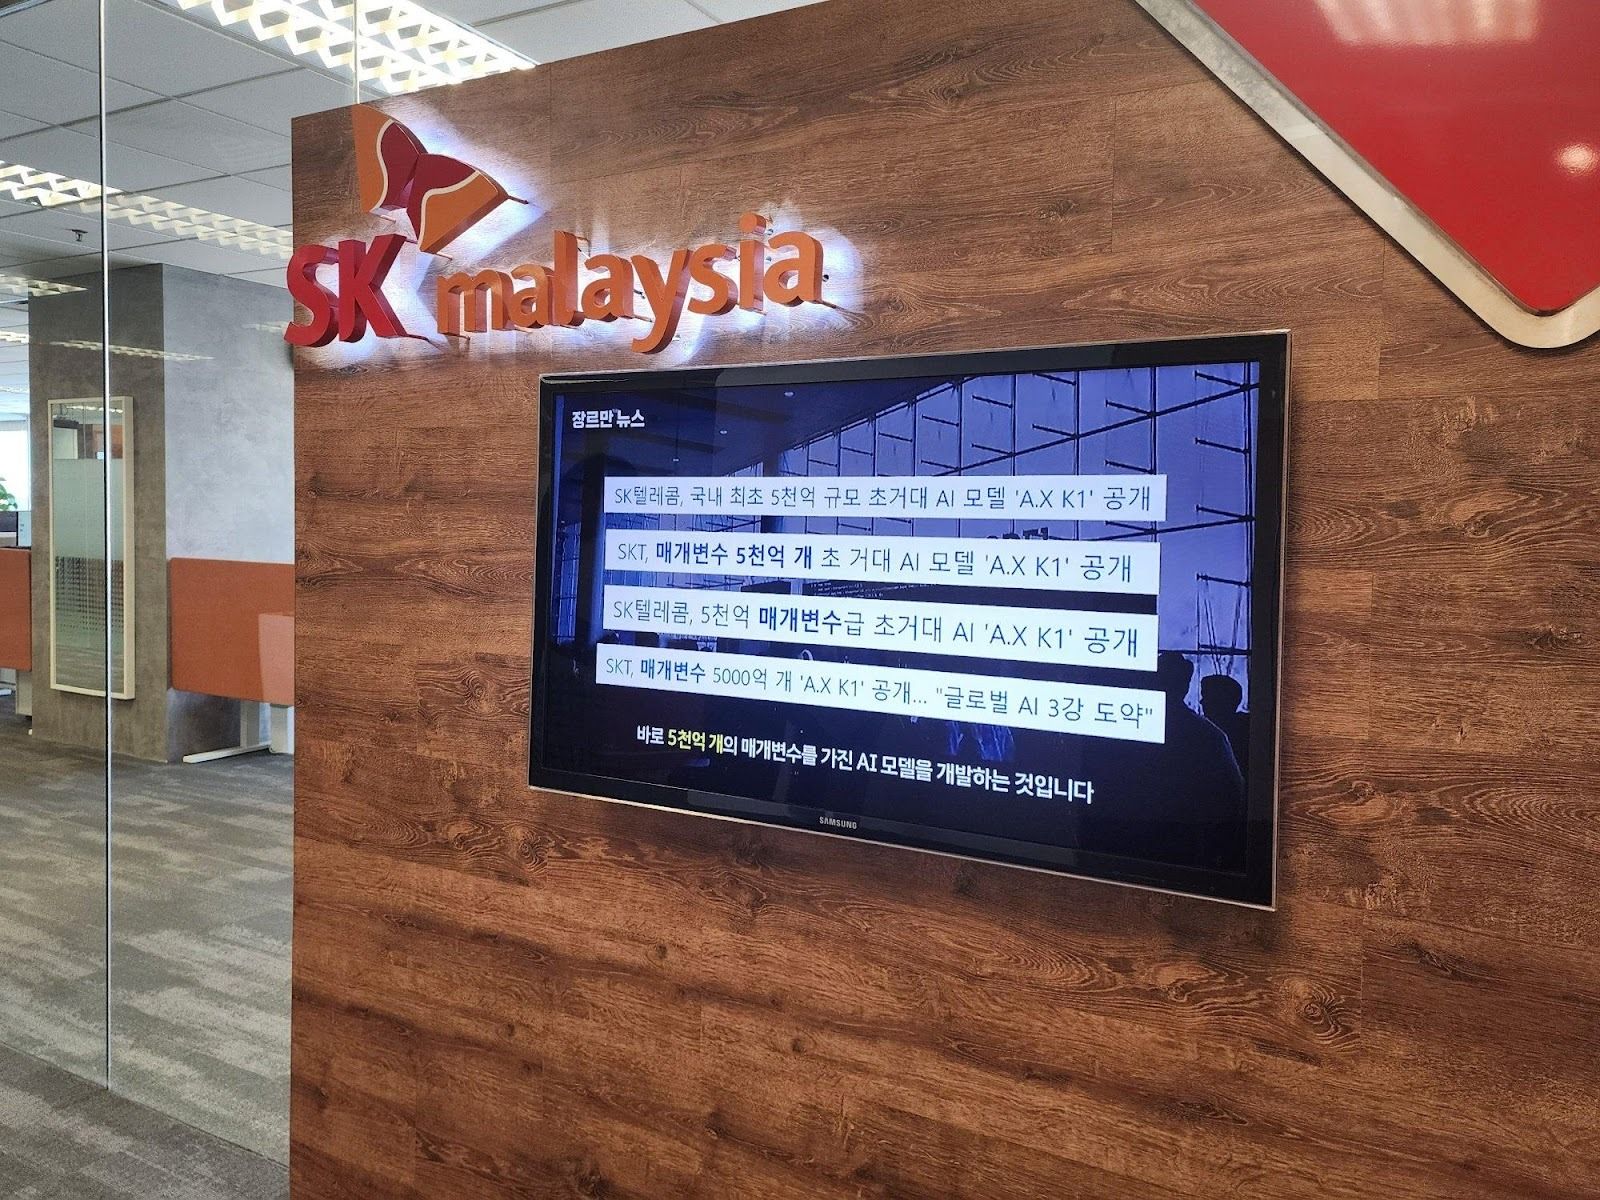 SK malaysia
장르만 뉴스
SK텔레콤, 국내 최초 5천억 규모 초거대 AI 모델 'A.X K1' 공개
SKT, 매개변수 5천억 개 초 거대 AI 모델 'A.X K1' 공개
SK텔레콤, 5천억 매개변수급 초거대 AI 'A.X K1' 공개
SKT, 매개변수 5000억 개 'A.X K1' 공개... "글로벌 AI 3강 도약"
바로 5천억 개의 매개변수를 가진 AI 모델을 개발하는 것입니다
SAMSUNG